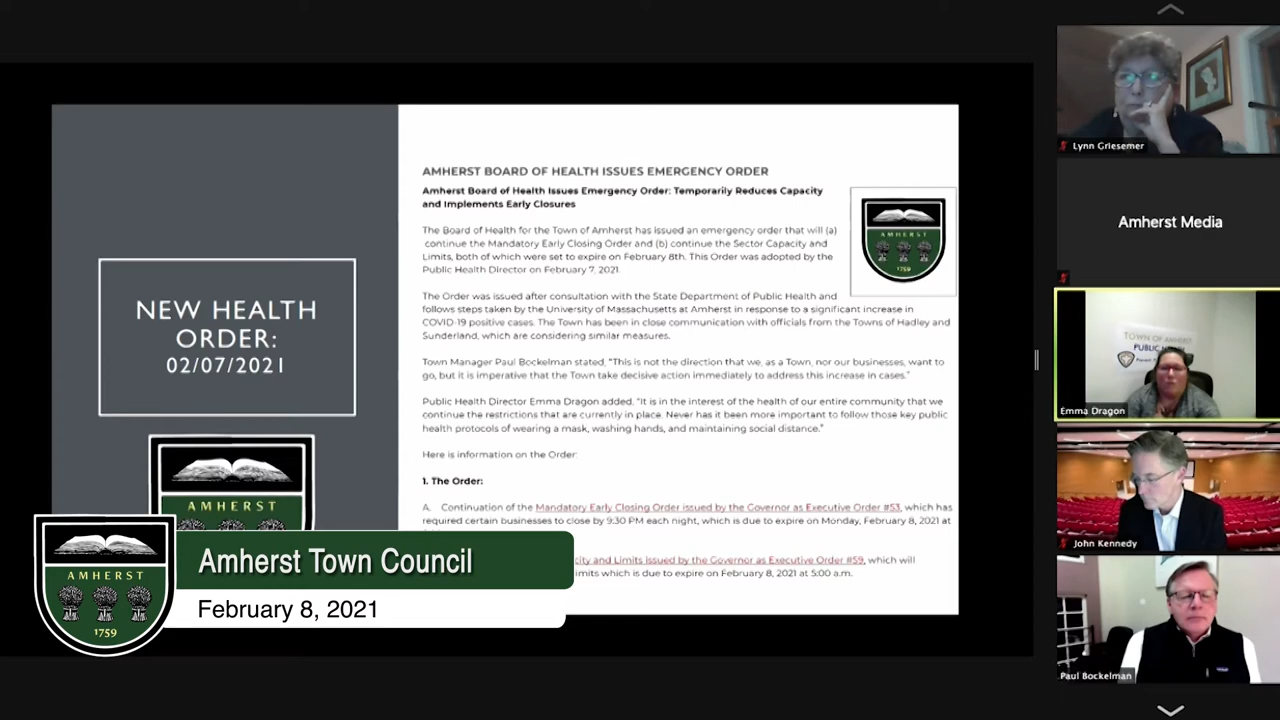 NEW HEALTH
ORDER:
02/07/2021
AMHERST
AMHERST BOARD OF HEALTH ISSUES EMERGENCY ORDER
Amherst Board of Health Issues Emergency Order: Temporarily Reduces Capacity
and Implements Early Closures
The Board of Health for the Town of Amherst has issued an emergency order that will (a)
continue the Mandatory Early Closing Order and (b) continue the Sector Capacity and
Limits, both of which were set to expire on February 8th. This Order was adopted by the
Public Health Director on February 7, 2021.
AMHERST
1759
The Order was issued after consultation with the State Department of Public Health and
follows steps taken by the University of Massachusetts at Amherst in response to a significant increase in
COVID-19 positive cases. The Town has been in close communication with officials from the Towns of Hadley and
Sunderland, which are considering similar measures.
Town Manager Paul Bockelman stated, "This is not the direction that we, as a Town, nor our businesses, want to
go, but it is imperative that the Town take decisive action immediately to address this increase in cases."
Public Health Director Emma Dragon added. "It is in the interest of the health of our entire community that we
continue the restrictions that are currently in place. Never has it been more important to follow those key public
health protocols of wearing a mask, washing hands, and maintaining social distance."
Here is information on the Order:
1. The Order:
A. Continuation of the Mandatory Early Closing Order issued by the Governor as Executive Order #53, which has
required certain businesses to close by 9:30 PM each night, which is due to expire on Monday, February 8, 2021 at
city and Limits issued by the Governor as Executive Order #59, which will
limits which is due to expire on February 8, 2021 at 5:00 a.m.
AMHERST
1759
Amherst Town Council
February 8, 2021
Lynn Griesemer
Amherst Media
TOWN OF AMHERST
PUBLIC
Emma Dragon
John Kennedy
Paul Bockelman